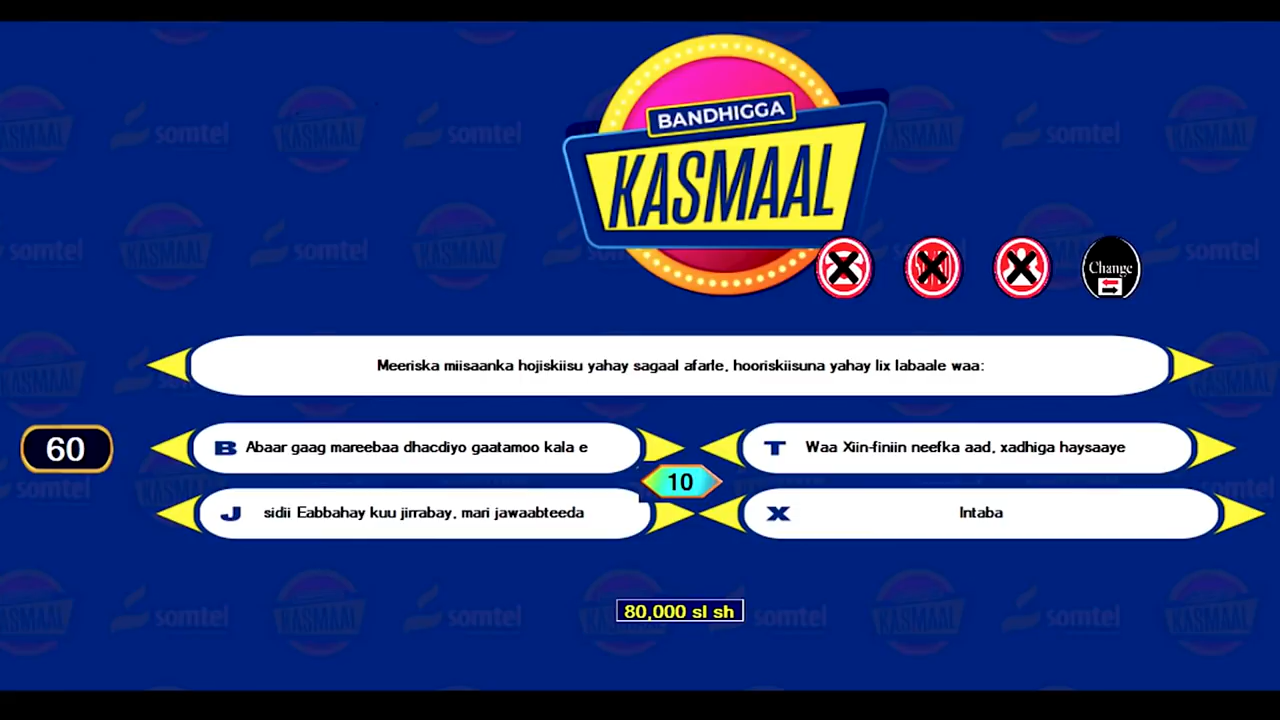 BANDHIGGA
KASMAAL
Change
Meeriska miisaanka hojiskiisu yahay sagaal afarle, hooriskiisuna yahay lix labaale waa:
60
B Abaar gaag mareebaa dhacdiyo gaatamoo kala e
T Waa Xiin-finiin neefka aad, xadhiga haysaaye
10
J sidii Eabbahay kuu jirrabay, mari jawaabteeda
X Intaba
80,000 sl sh
somtel